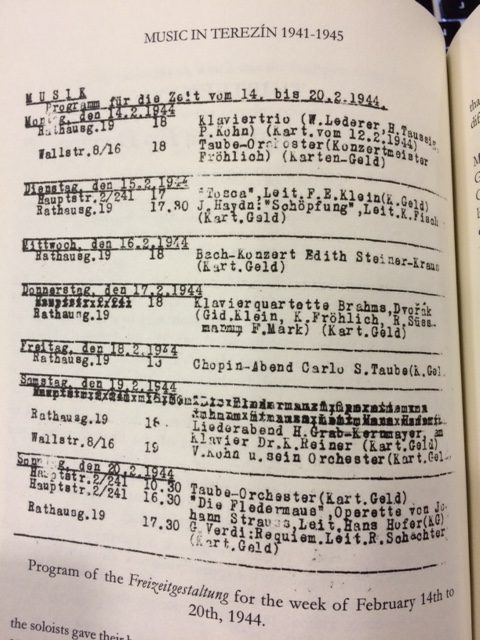 MUSIC IN TEREZÍN 1941-1945
MUSIK
Programm für die Zeit vom 14. bis 20.2.1944.
Montag, den 14.2.1944
Rathausg.19 18 Klaviertrio (W.Lederer, H.Taussig,
P.Kohn) (Kart.vom 12.2.1944)
Wallstr.8/16 18 Taube-Orchester(Konzertmeister
Fröhlich) (Karten-Geld)
Dienstag, den 15.2.1944
Hauptstr.2/241 17 "Tosca",Leit.F.E.Klein(K.Geld)
Rathausg.19 17.30 J.Haydn:"Schöpfung",Leit.K.Fisch
(Kart.Geld)
Mittwoch, den 16.2.1944
Rathausg.19 18 Bach-Konzert Edith Steiner-Kraus
(Kart.Geld)
Donnerstag, den 17.2.1944
Rathausg.19 18 Klavierquartette Brahms,Dvořák
(Gid.Klein, K.Fröhlich, R.Süss-
mann, F.Mark) (Kart.Geld)
Freitag, den 18.2.1944
Rathausg.19 Chopin-Abend Carlo S.Taube(K.Gel
Samstag, den 19.2.1944
Rathausg.19 Liederabend H.Grab-Kernmayer, am
Klavier Dr.K.Reiner (Kart.Geld)
Wallstr.8/16 19 V.Kohn u.sein Orchester(Kart.Gel
Sonntag, den 20.2.1944
Hauptstr.2/241 10.30 Taube-Orchester(Kart.Geld)
Hauptstr.2/241 16.30 "Die Fledermaus",Operette von Jo-
hann Strauss,Leit.Hans Hofer(KG)
Rathausg.19 17.30 G.Verdi:Requiem.Leit.R.Schächter
(Kart.Geld)
Program of the Freizeitgestaltung for the week of February 14th to
20th, 1944.
the soloists gave their